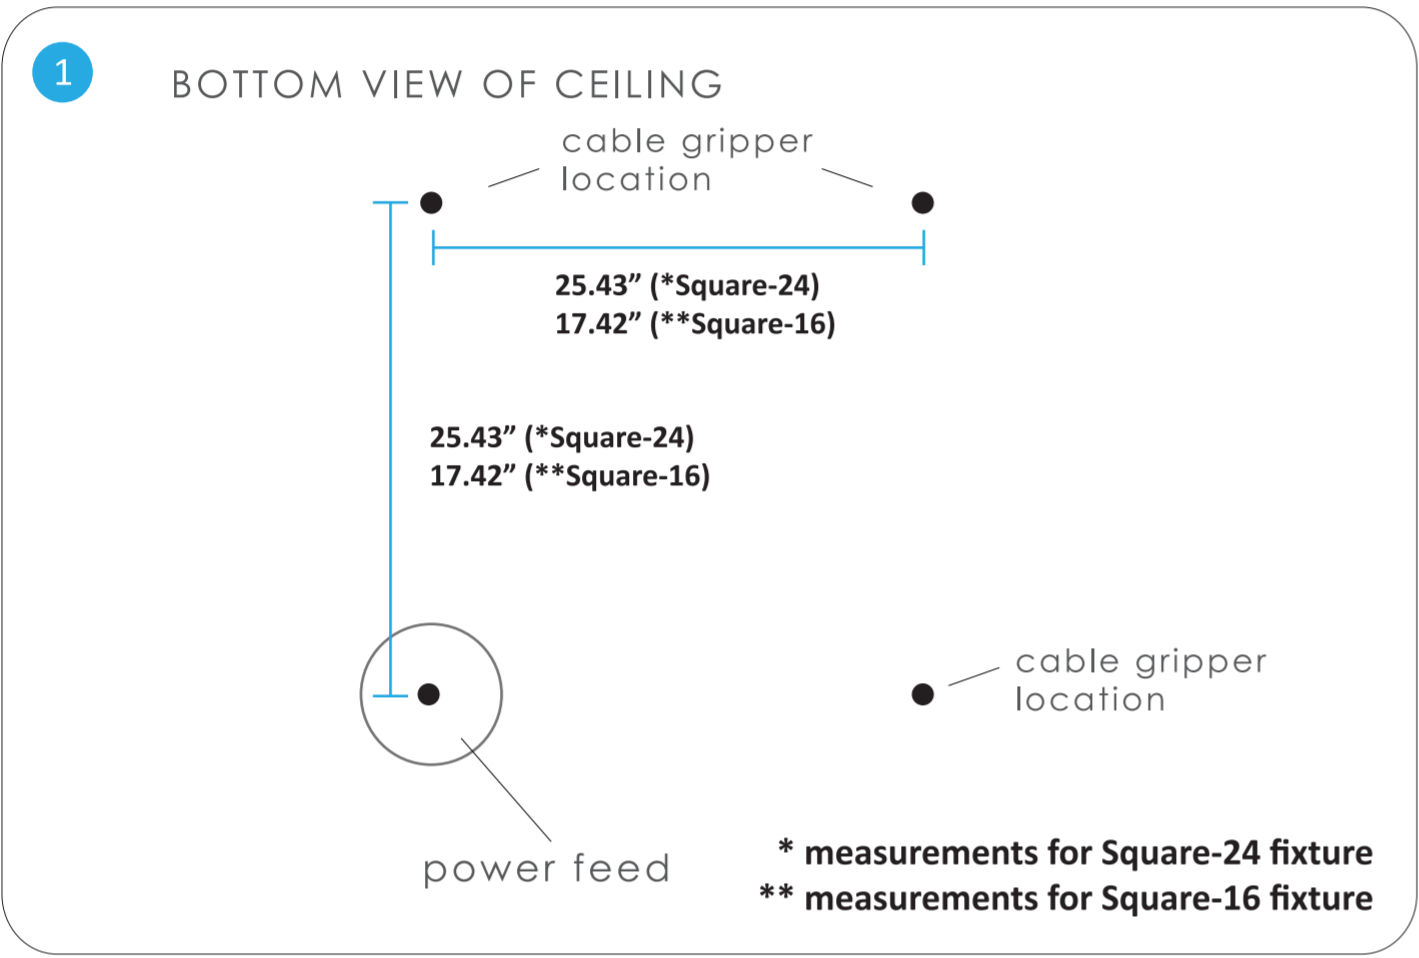 1
BOTTOM VIEW OF CEILING
cable gripper
location
25.43” (*Square-24)
17.42” (**Square-16)
25.43” (*Square-24)
17.42” (**Square-16)
cable gripper
location
power feed
* measurements for Square-24 fixture
** measurements for Square-16 fixture